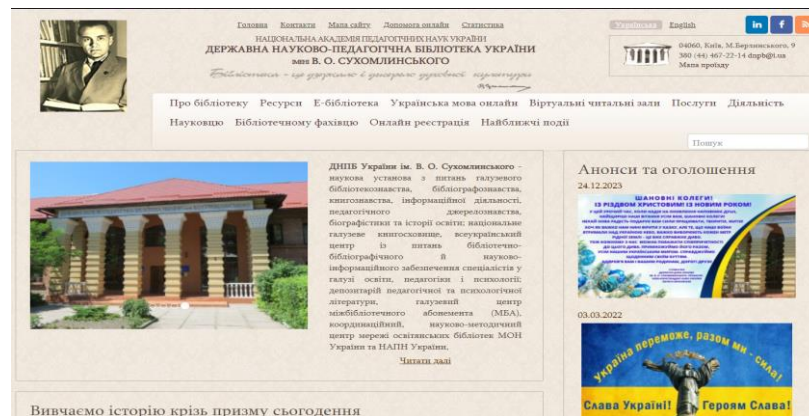 Головна Контакти Мапа сайту Допомога онлайн Статистика
Українська English
НАЦІОНАЛЬНА АКАДЕМІЯ ПЕДАГОГІЧНИХ НАУК УКРАЇНИ
ДЕРЖАВНА НАУКОВО-ПЕДАГОГІЧНА БІБЛІОТЕКА УКРАЇНИ
імені В. О. СУХОМЛИНСЬКОГО
04060, Київ, М.Берлинського, 9
380 (44) 467-22-14 dnpb@i.ua
Мапа проїзду
Про бібліотеку Ресурси Е-бібліотека Українська мова онлайн Віртуальні читальні зали Послуги Діяльність
Науковцю Бібліотечному фахівцю Онлайн реєстрація Найближчі події
Пошук
ДНПБ України ім. В. О. Сухомлинського -
наукова установа з питань галузевого
бібліотекознавства, бібліографознавства,
книгознавства, інформаційної діяльності,
педагогічного джерелознавства,
біографістики та історії освіти; національне
галузеве книгосховище, всеукраїнський
центр із питань бібліотечно-
бібліографічного й науково-
інформаційного забезпечення спеціалістів у
галузі освіти, педагогіки і психології;
депозитарій педагогічної та психологічної
літератури, галузевий центр
міжбібліотечного абонемента (МБА),
координаційний, науково-методичний
центр мережі освітянських бібліотек МОН
України та НАПН України.
Читати далі
Вивчаємо історію крізь призму сьогодення
Анонси та оголошення
24.12.2023
ШАНОВНІ КОЛЕГИ!
ІЗ РІЗДВОМ ХРИСТОВИМ! ІЗ НОВИМ РОКОМ!
03.03.2022
Україна переможе, разом ми - сила!
Слава Україні! Героям Слава!